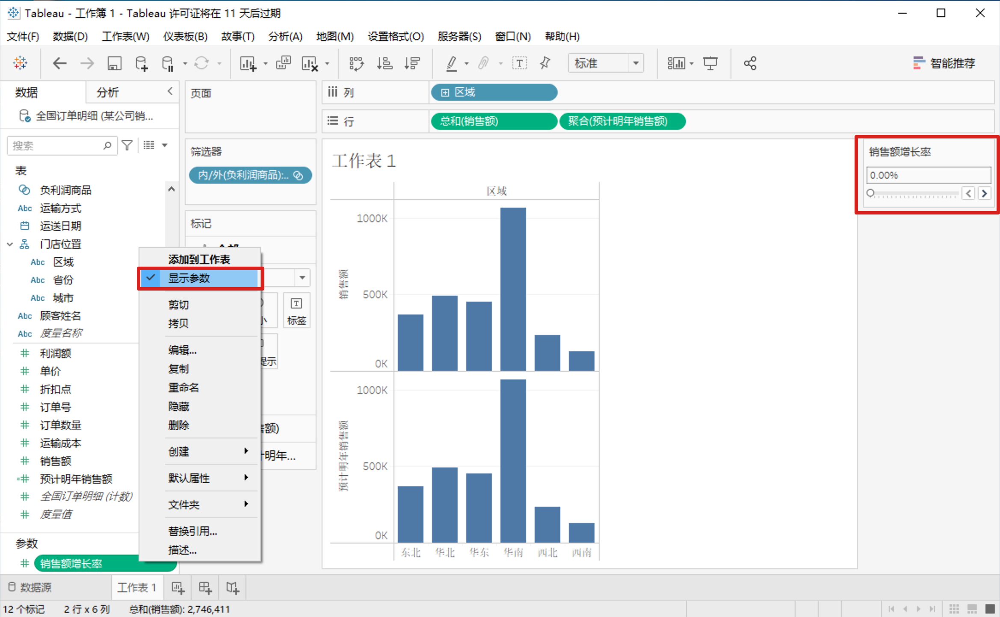 Tableau - 工作簿 1 - Tableau 许可证将在 11 天后过期
文件(F) 数据(D) 工作表(W) 仪表板(B) 故事(T) 分析(A) 地图(M) 设置格式(O) 服务器(S) 窗口(N) 帮助(H)
标准
智能推荐
数据 分析
全国订单明细 (某公司销...
搜索
表
负利润商品
Abc 运输方式
运送日期
门店位置
Abc 区域
Abc 省份
Abc 城市
Abc 顾客姓名
Abc 度量名称
利润额
单价
折扣点
订单号
订单数量
运输成本
销售额
预计明年销售额
全国订单明细 (计数)
度量值
参数
销售额增长率
添加到工作表
显示参数
剪切
拷贝
编辑...
复制
重命名
隐藏
删除
创建
默认属性
文件夹
替换引用...
描述...
页面
筛选器
内/外(负利润商品):..
标记
标签
提示
售额)
计明年...
列 区域
行 总和(销售额) 聚合(预计明年销售额)
工作表 1
区域
销售额
1000K
500K
0K
预计明年销售额
1000K
500K
0K
东北 华北 华东 华南 西北 西南
销售额增长率
0.00%
数据源 工作表 1
12 个标记 2 行 x 6 列 总和(销售额): 2,746,411